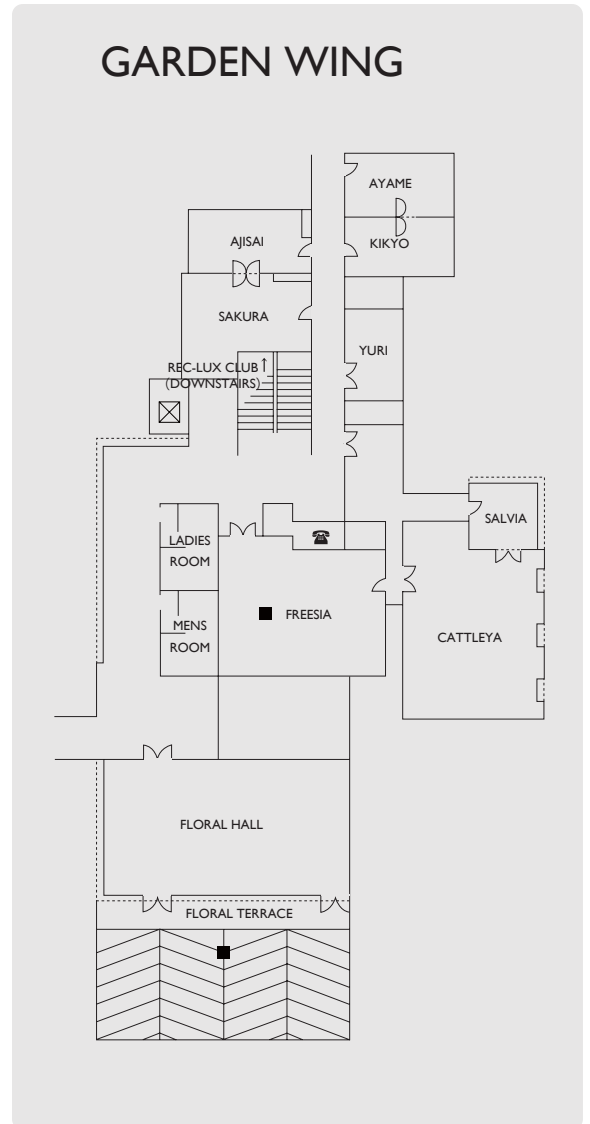 GARDEN WING
AYAME
AJISAI
KIKYO
SAKURA
YURI
REC-LUX CLUB ↑
(DOWNSTAIRS)
SALVIA
LADIES
ROOM
FREESIA
MENS
ROOM
CATTLEYA
FLORAL HALL
FLORAL TERRACE